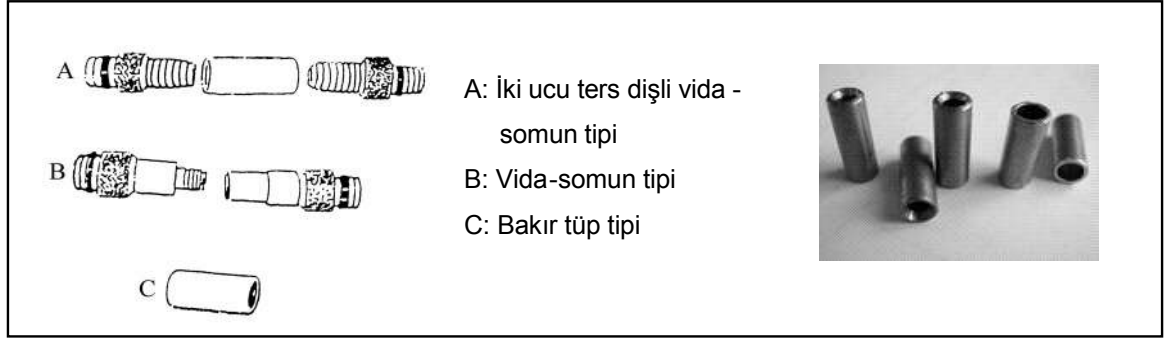 A
B
C
A: İki ucu ters dişli vida -
somun tipi
B: Vida-somun tipi
C: Bakır tüp tipi